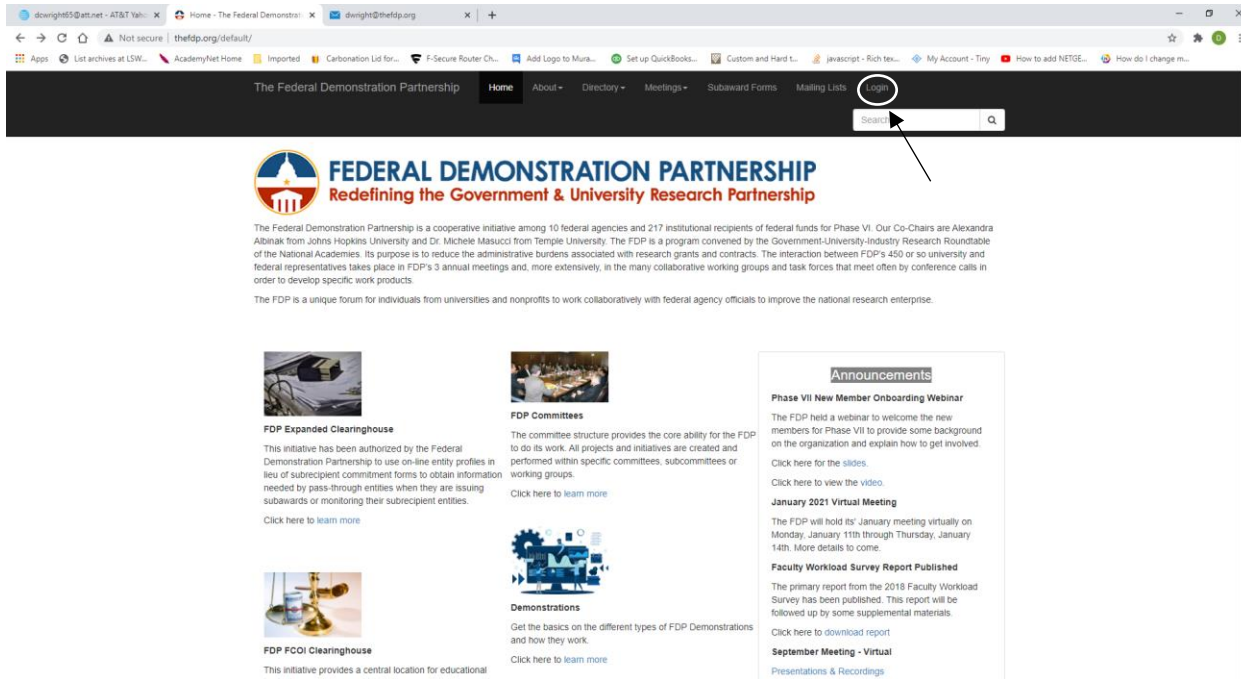 dcwright65@att.net - AT&T Yaho
Home - The Federal Demonstrati
dwright@thefdp.org
Not secure | thefdp.org/default/
Apps
List archives at LSW...
AcademyNet Home
Imported
Carbonation Lid for...
F-Secure Router Ch...
Add Logo to Mura...
Set up QuickBooks...
Custom and Hard t...
javascript - Rich tex...
My Account - Tiny
How to add NETGE...
How do I change m...
The Federal Demonstration Partnership
Home
About
Directory
Meetings
Subaward Forms
Mailing Lists
Login
Search
FEDERAL DEMONSTRATION PARTNERSHIP
Redefining the Government & University Research Partnership
The Federal Demonstration Partnership is a cooperative initiative among 10 federal agencies and 217 institutional recipients of federal funds for Phase VI. Our Co-Chairs are Alexandra
Albinak from Johns Hopkins University and Dr. Michele Masucci from Temple University. The FDP is a program convened by the Government-University-Industry Research Roundtable
of the National Academies. Its purpose is to reduce the administrative burdens associated with research grants and contracts. The interaction between FDP's 450 or so university and
federal representatives takes place in FDP's 3 annual meetings and, more extensively, in the many collaborative working groups and task forces that meet often by conference calls in
order to develop specific work products.
The FDP is a unique forum for individuals from universities and nonprofits to work collaboratively with federal agency officials to improve the national research enterprise.
FDP Expanded Clearinghouse
This initiative has been authorized by the Federal
Demonstration Partnership to use on-line entity profiles in
lieu of subrecipient commitment forms to obtain information
needed by pass-through entities when they are issuing
subawards or monitoring their subrecipient entities.
Click here to learn more
FDP FCOI Clearinghouse
This initiative provides a central location for educational
FDP Committees
The committee structure provides the core ability for the FDP
to do its work. All projects and initiatives are created and
performed within specific committees, subcommittees or
working groups.
Click here to learn more
Demonstrations
Get the basics on the different types of FDP Demonstrations
and how they work.
Click here to learn more
Announcements
Phase VII New Member Onboarding Webinar
The FDP held a webinar to welcome the new
members for Phase VII to provide some background
on the organization and explain how to get involved.
Click here for the slides.
Click here to view the video.
January 2021 Virtual Meeting
The FDP will hold its' January meeting virtually on
Monday, January 11th through Thursday, January
14th. More details to come.
Faculty Workload Survey Report Published
The primary report from the 2018 Faculty Workload
Survey has been published. This report will be
followed up by some supplemental materials.
Click here to download report
September Meeting - Virtual
Presentations & Recordings